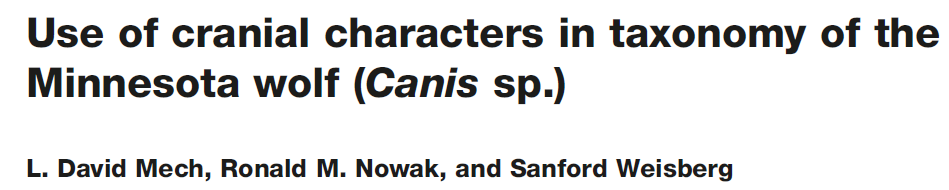 Use of cranial characters in taxonomy of the
Minnesota wolf (Canis sp.)
L. David Mech, Ronald M. Nowak, and Sanford Weisberg